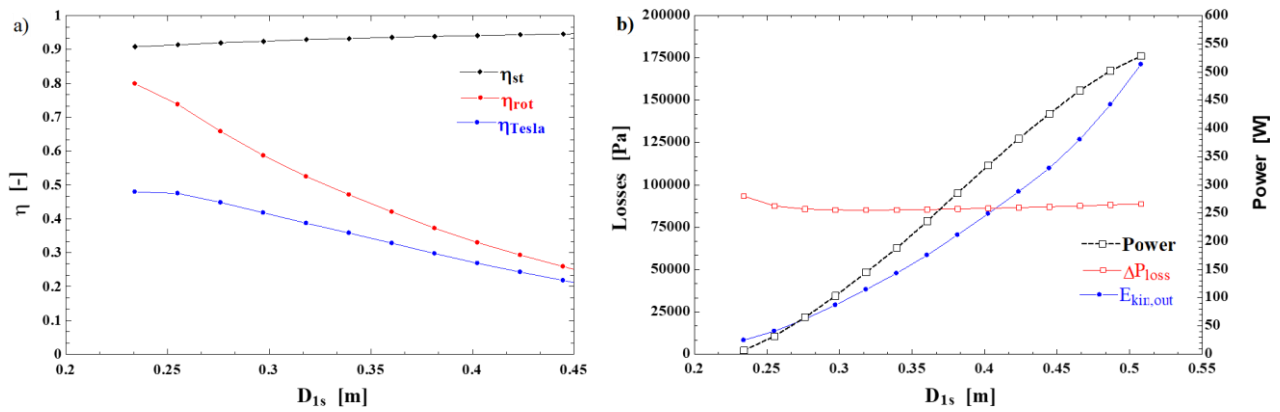 a)
1
0.9
0.8
0.7
0.6
0.5
0.4
0.3
0.2
0.1
0
η [-]
ηst
ηrot
ηTesla
0.2 0.25 0.3 0.35 0.4 0.45
D1s [m]
b)
200000
175000
150000
125000
100000
75000
50000
25000
0
Losses [Pa]
600
550
500
450
400
350
300
250
200
150
100
50
0
Power [W]
Power
ΔPloss
Ekin,out
0.2 0.25 0.3 0.35 0.4 0.45 0.5 0.55
D1s [m]